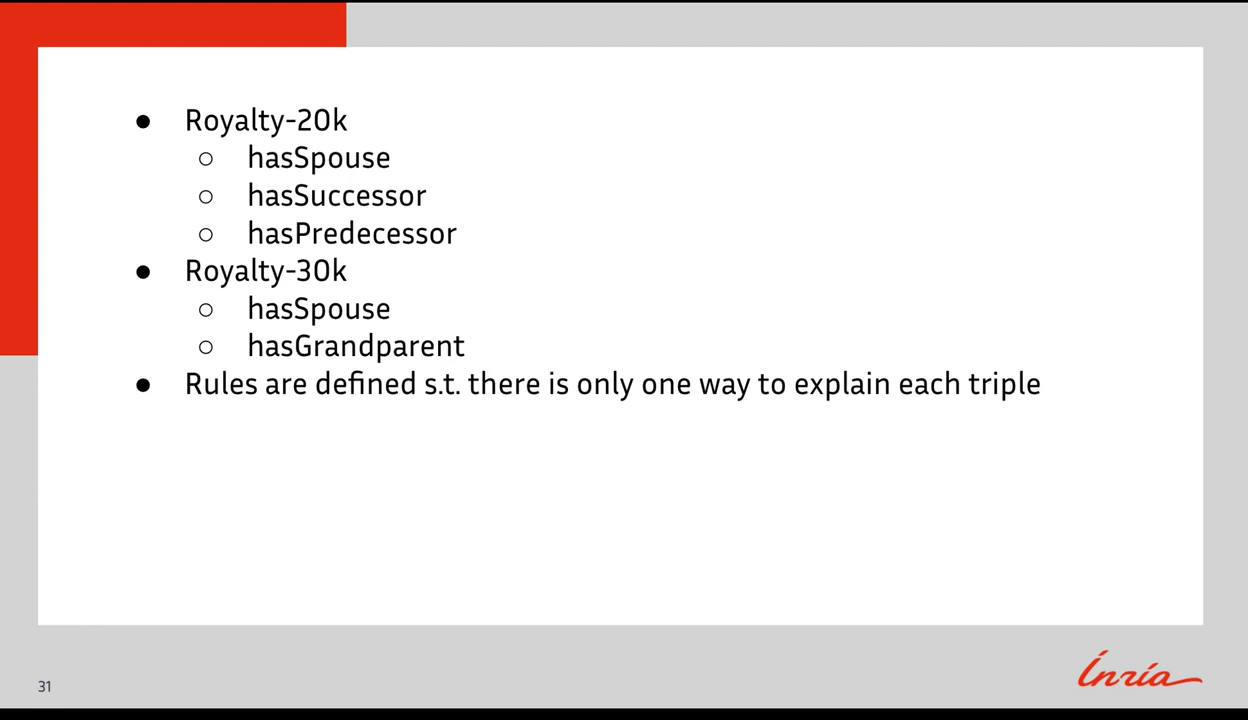 ● Royalty-20k
○ hasSpouse
○ hasSuccessor
○ hasPredecessor
● Royalty-30k
○ hasSpouse
○ hasGrandparent
● Rules are defined s.t. there is only one way to explain each triple
31
Inría